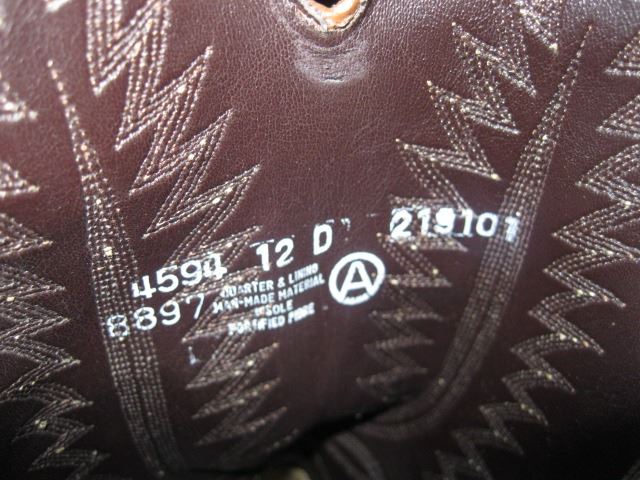 4594 12 D 219101
8897
QUARTER & LINING
MAN-MADE MATERIAL
INSOLE
FORTIFIED FIBRE
A